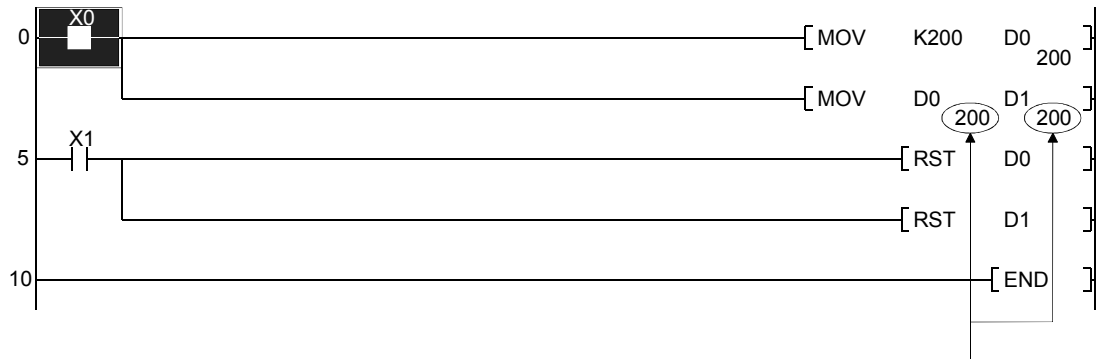 X0
0 MOV K200 D0
200
MOV D0 D1
200 200
X1
5 RST D0
RST D1
10 END